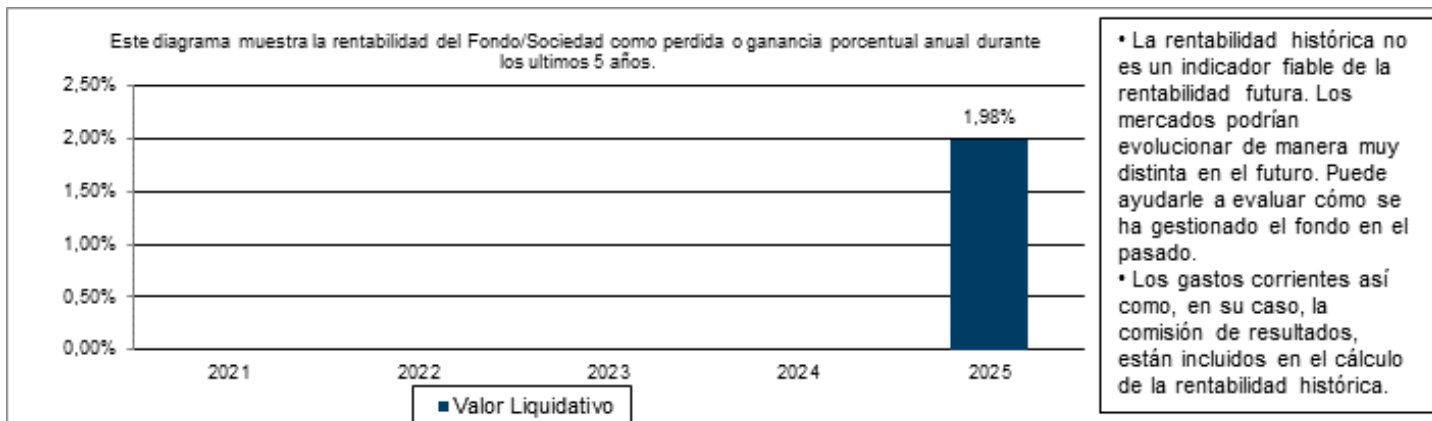 Este diagrama muestra la rentabilidad del Fondo/Sociedad como perdida o ganancia porcentual anual durante
los ultimos 5 años.
2,50%
2,00%
1,50%
1,00%
0,50%
0,00%
1,98%
2021 2022 2023 2024 2025
Valor Liquidativo
• La rentabilidad histórica no
es un indicador fiable de la
rentabilidad futura. Los
mercados podrían
evolucionar de manera muy
distinta en el futuro. Puede
ayudarle a evaluar cómo se
ha gestionado el fondo en el
pasado.
• Los gastos corrientes así
como, en su caso, la
comisión de resultados,
están incluidos en el cálculo
de la rentabilidad histórica.